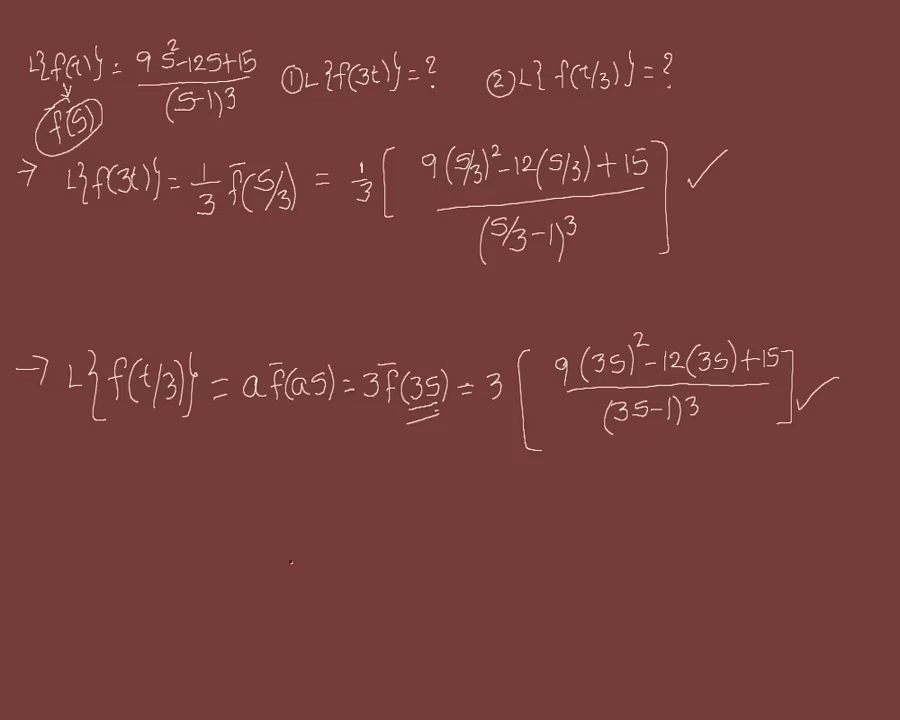 L{f(t)} = 9s²-12s+15/(s-1)³ ① L{f(3t)} = ? ② L{f(t/3)} = ?
f̄(s)
→ L{f(3t)} = 1/3 f̄(s/3) = 1/3 [9(s/3)²-12(s/3)+15/(s/3-1)³] ✓
→ L{f(t/3)} = a f̄(as) = 3 f̄(3s) = 3 [9(3s)²-12(3s)+15/(3s-1)³] ✓